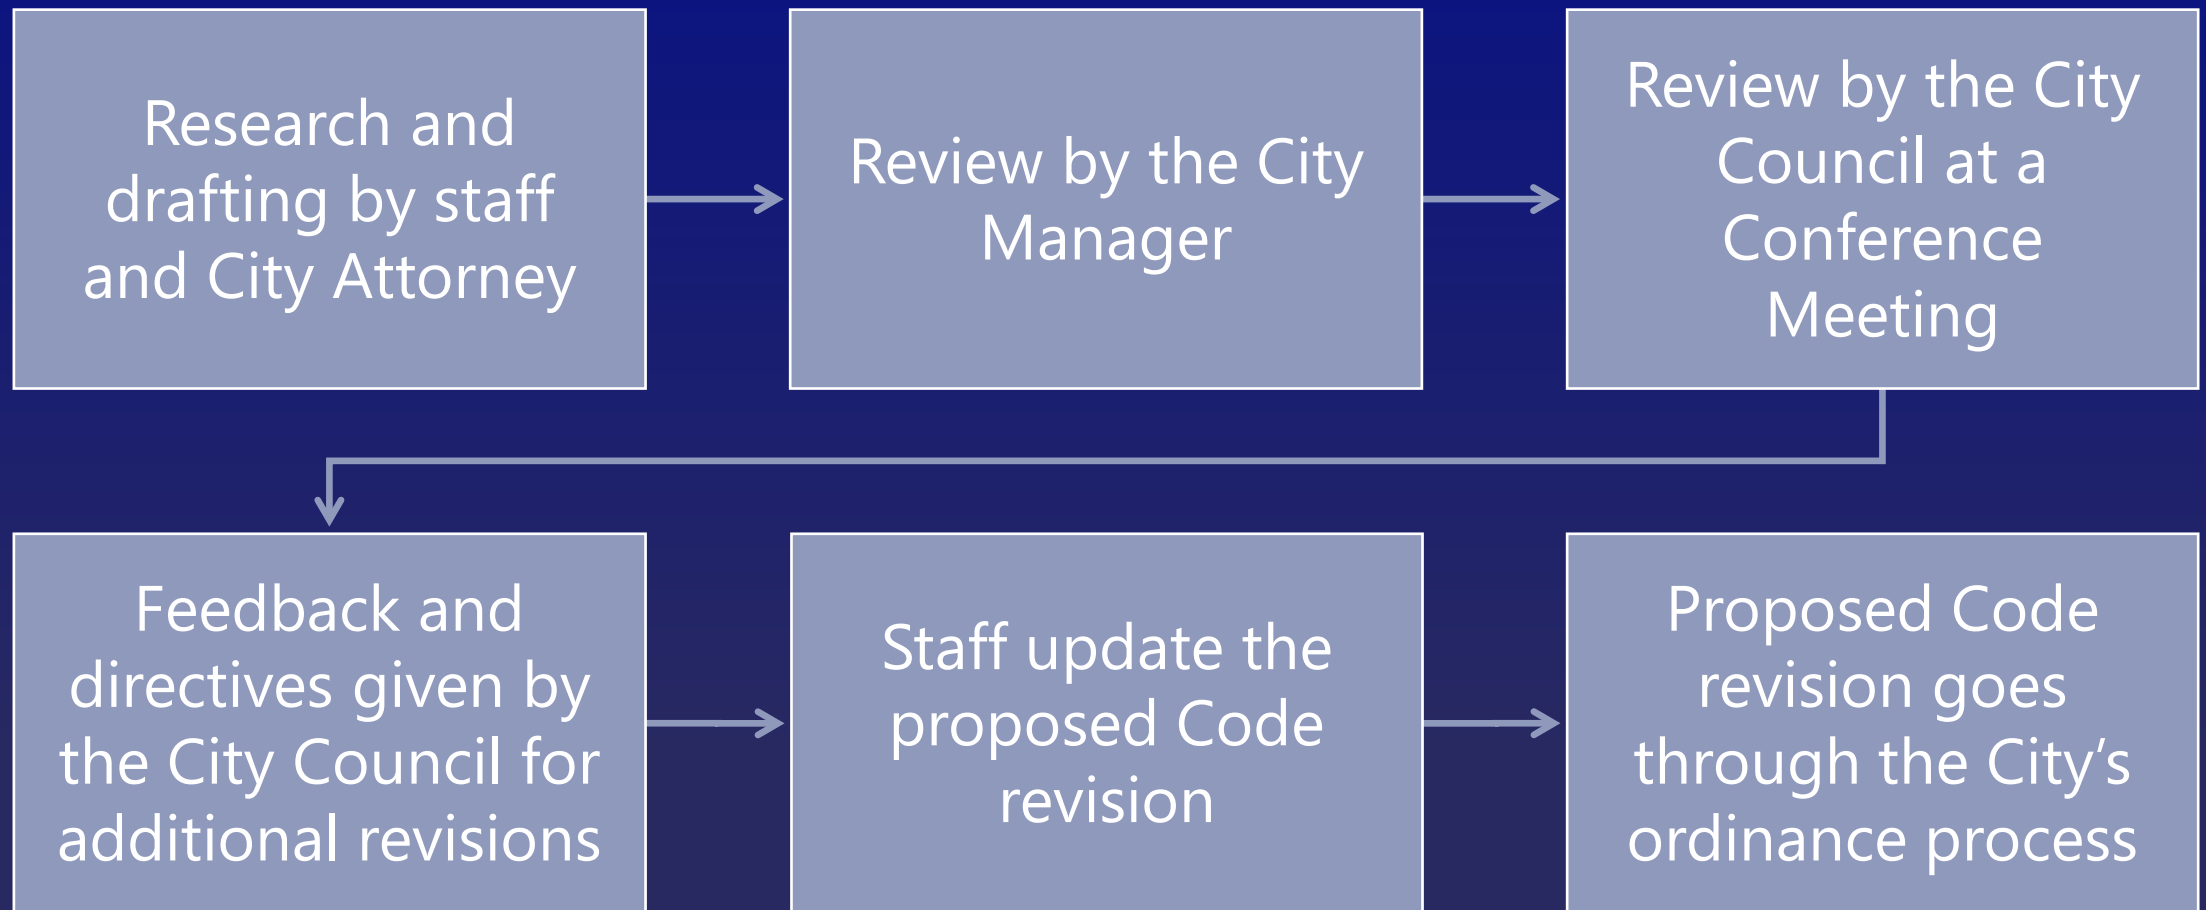 Research and
drafting by staff
and City Attorney
Review by the City
Manager
Review by the City
Council at a
Conference
Meeting
Feedback and
directives given by
the City Council for
additional revisions
Staff update the
proposed Code
revision
Proposed Code
revision goes
through the City’s
ordinance process